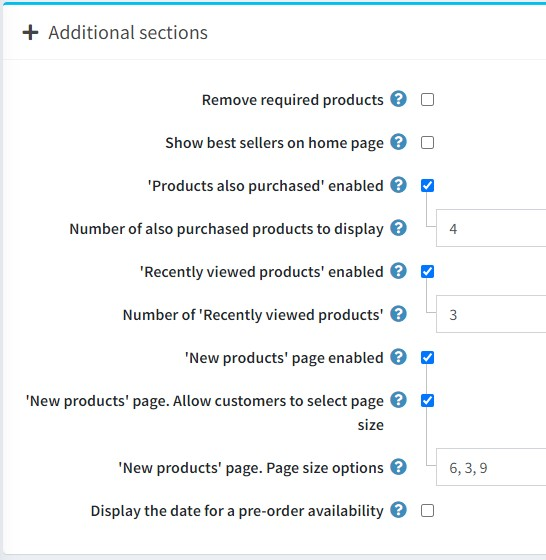 Additional sections
Remove required products
Show best sellers on home page
'Products also purchased' enabled
Number of also purchased products to display 4
'Recently viewed products' enabled
Number of 'Recently viewed products' 3
'New products' page enabled
'New products' page. Allow customers to select page
size
'New products' page. Page size options 6, 3, 9
Display the date for a pre-order availability